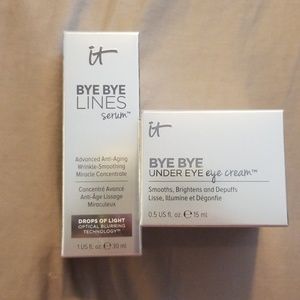 it
BYE BYE
LINES
serum™
Advanced Anti-Aging
Wrinkle-Smoothing
Miracle Concentrate
Concentré Avancé
Anti-Âge Lissage
Miraculeux
DROPS OF LIGHT
OPTICAL BLURRING
TECHNOLOGY™
1 US fl. oz. ℮ 30 ml
it
BYE BYE
UNDER EYE eye cream™
Smooths, Brightens and Depuffs
Lisse, Illumine et Dégonfle
0.5 US fl. oz. ℮ 15 ml